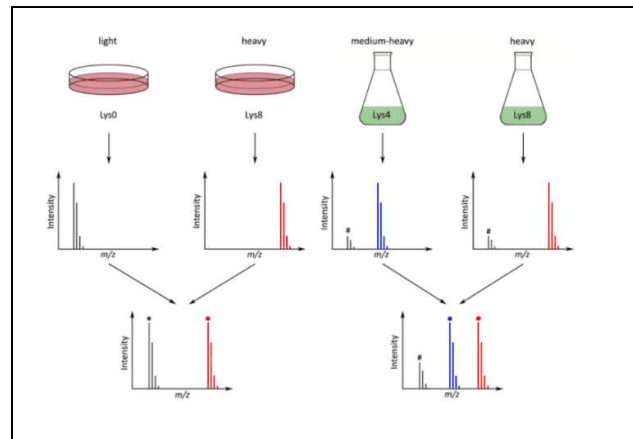 light heavy medium-heavy heavy
Lys0 Lys8 Lys4 Lys8
Intensity Intensity Intensity Intensity
# #
m/z m/z m/z m/z
* * * *
Intensity Intensity
#
m/z m/z